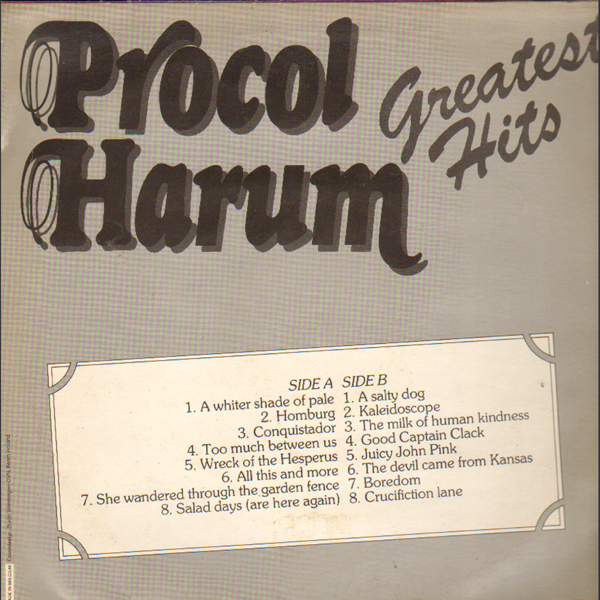 Procol
Harum
Greatest
Hits
SIDE A
1. A whiter shade of pale
2. Homburg
3. Conquistador
4. Too much between us
5. Wreck of the Hesperus
6. All this and more
7. She wandered through the garden fence
8. Salad days (are here again)
SIDE B
1. A salty dog
2. Kaleidoscope
3. The milk of human kindness
4. Good Captain Clack
5. Juicy John Pink
6. The devil came from Kansas
7. Boredom
8. Crucifiction lane